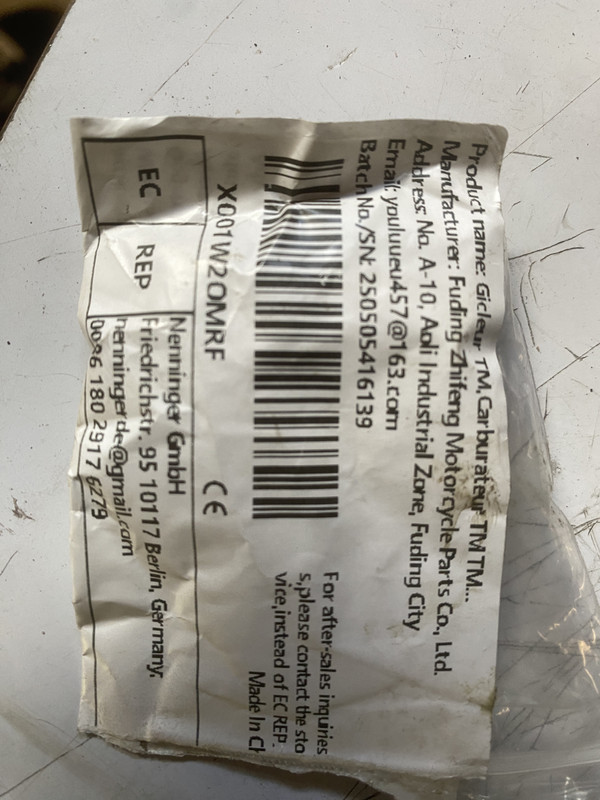 Product name: Gicleur TM,Carburateur TM TM...
Manufacturer: Fuding Zhifeng Motorcycle Parts Co., Ltd.
Address: No. A-10, Aoli Industrial Zone, Fuding City
Email: youluueu457@163.com
Batch No./SN: 250505416139
X001W2OMRF
CE
For after-sales inquiries
s,please contact the sto
vice,instead of EC REP.
Made In
EC
REP
Nenninger GmbH
Friedrichstr. 95 10117 Berlin, Germany.
nenninger.de@gmail.com
180 2917 6279